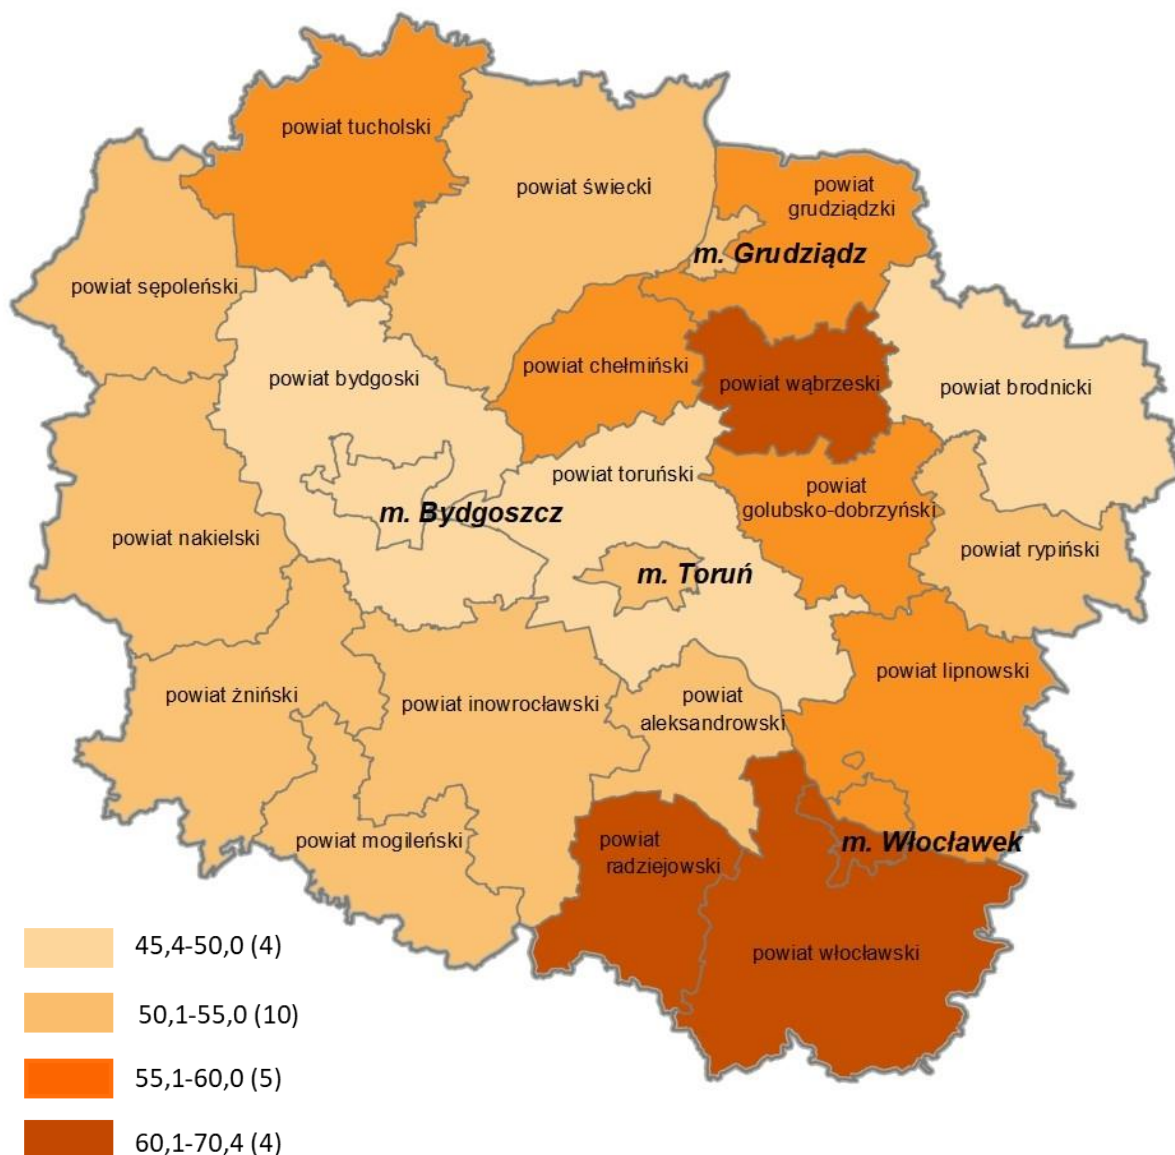 powiat tucholski
powiat świecki
powiat
grudziądzki
m. Grudziądz
powiat sępoleński
powiat chełmiński
powiat bydgoski
powiat wąbrzeski
powiat brodnicki
powiat toruński
powiat
golubsko-dobrzyński
m. Bydgoszcz
powiat nakielski
powiat rypiński
m. Toruń
powiat lipnowski
powiat żniński
powiat inowrocławski
powiat
aleksandrowski
powiat mogileński
powiat
radziejowski
m. Włocławek
powiat włocławski
45,4-50,0 (4)
50,1-55,0 (10)
55,1-60,0 (5)
60,1-70,4 (4)